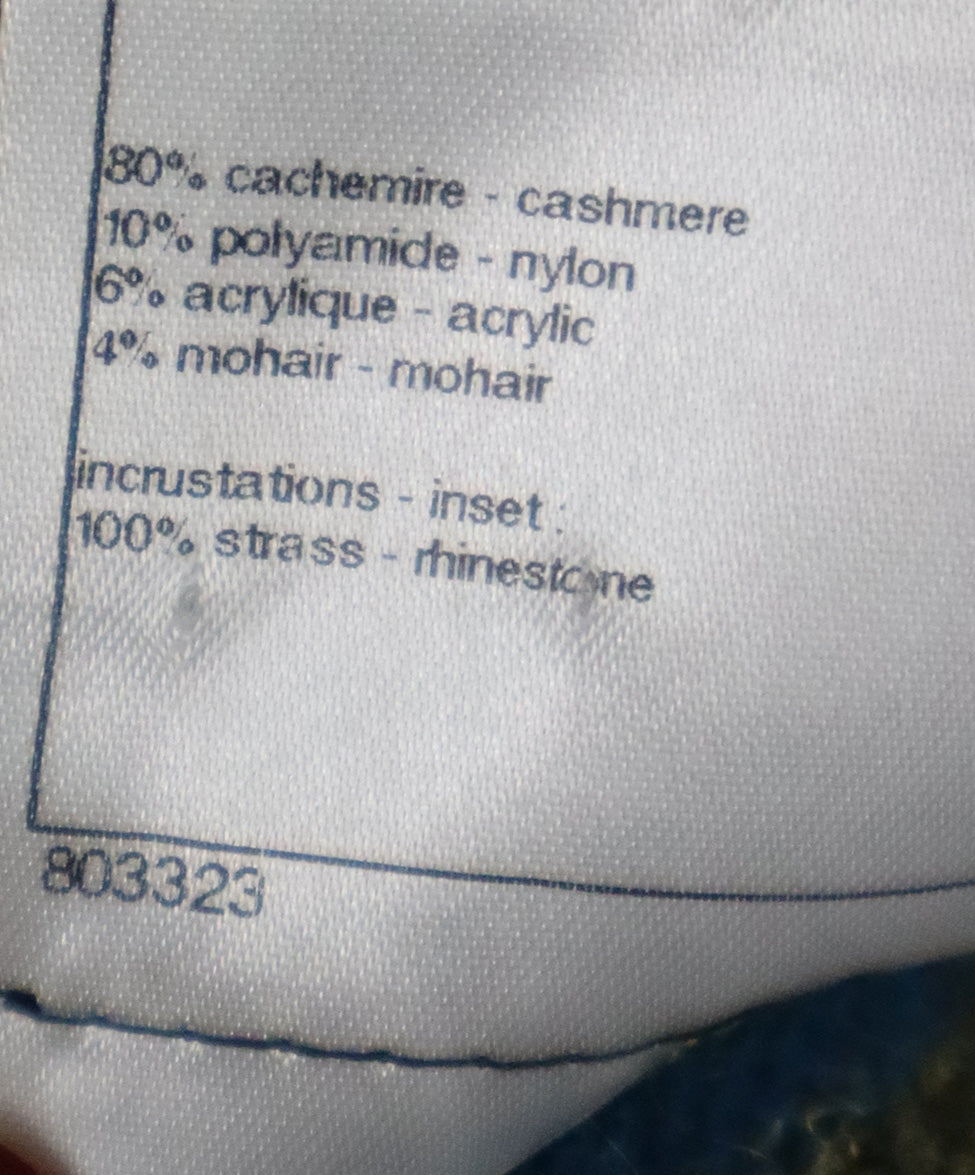 80% cachemire - cashmere
10% polyamide - nylon
6% acrylique - acrylic
4% mohair - mohair
incrustations - inset :
100% strass - rhinestone
803323